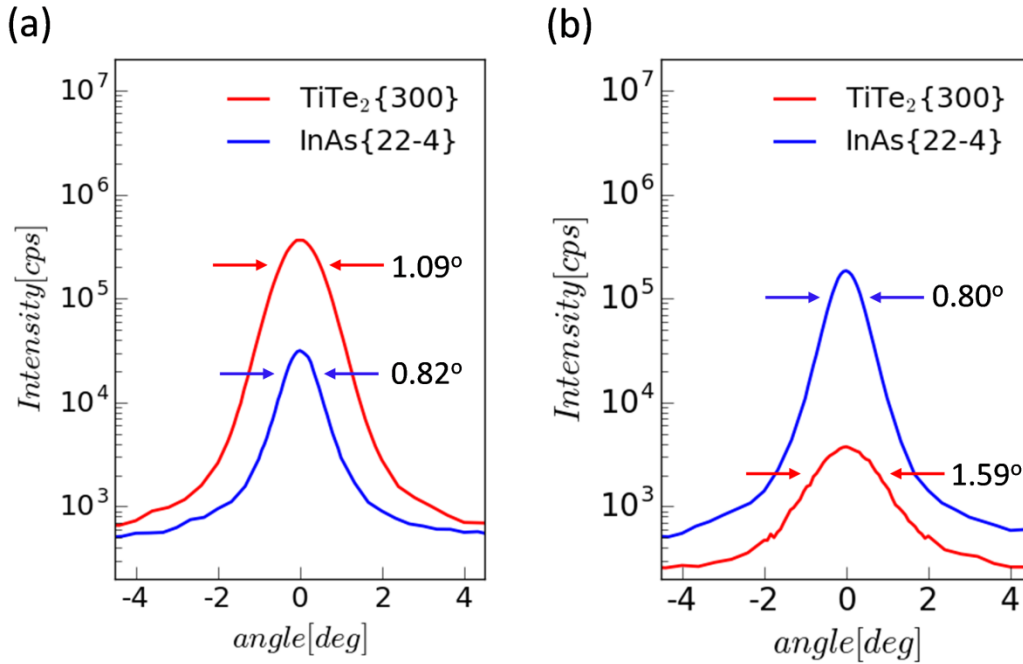 (a)
TiTe₂{300}
InAs{22-4}
10⁷
10⁶
10⁵
10⁴
10³
Intensity[cps]
1.09°
0.82°
-4 -2 0 2 4
angle[deg]
(b)
TiTe₂{300}
InAs{22-4}
10⁷
10⁶
10⁵
10⁴
10³
Intensity[cps]
0.80°
1.59°
-4 -2 0 2 4
angle[deg]